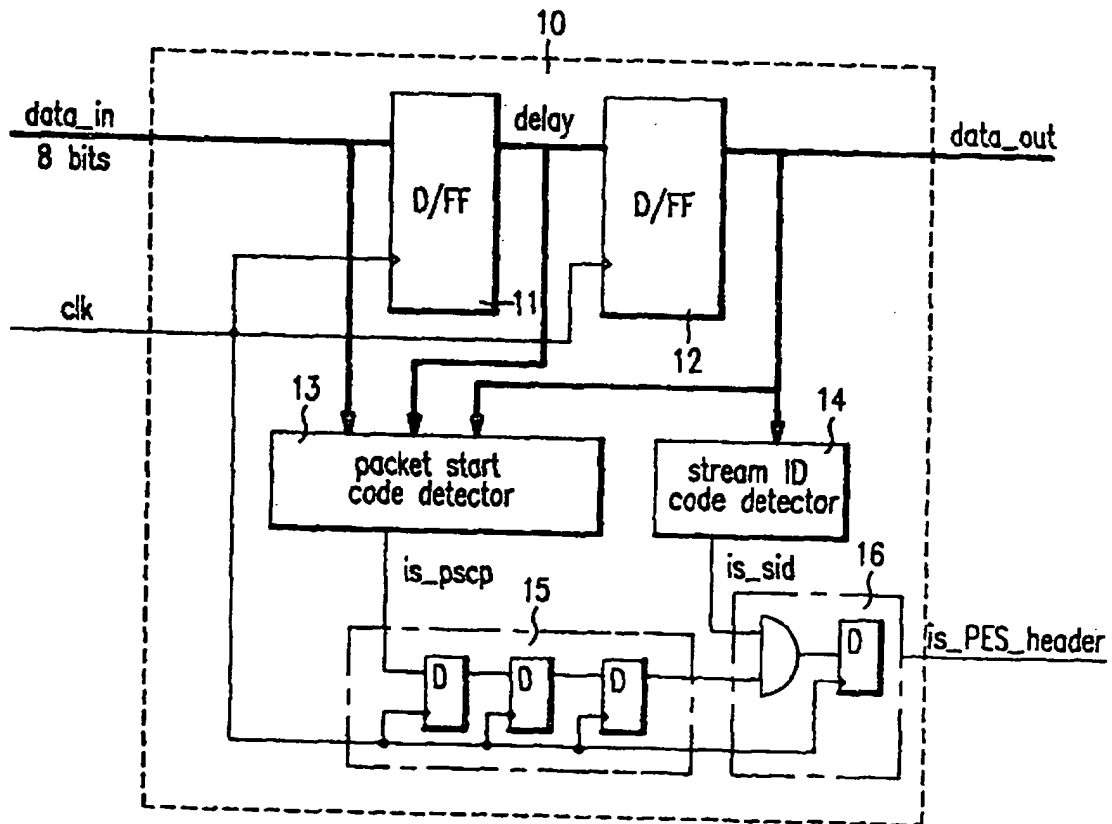 10
data_in
8 bits
delay
data_out
D/FF
D/FF
clk
11
12
13
14
packet start
code detector
stream ID
code detector
is_pscp
is_sid
15
16
D
D
D
D
is_PES_header